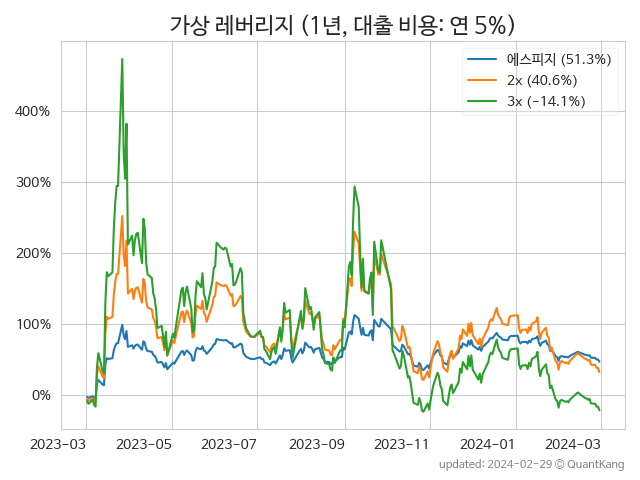 가상 레버리지 (1년, 대출 비용: 연 5%)
에스피지 (51.3%)
2x (40.6%)
3x (−14.1%)
400%
300%
200%
100%
0%
2023-03 2023-05 2023-07 2023-09 2023-11 2024-01 2024-03
updated: 2024-02-29 © QuantKang